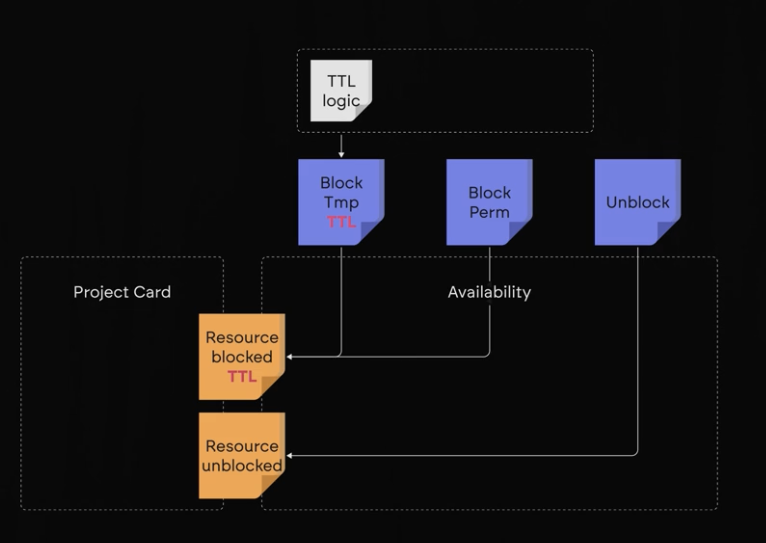 TTL
logic
Block
Tmp
TTL
Block
Perm
Unblock
Project Card
Availability
Resource
blocked
TTL
Resource
unblocked